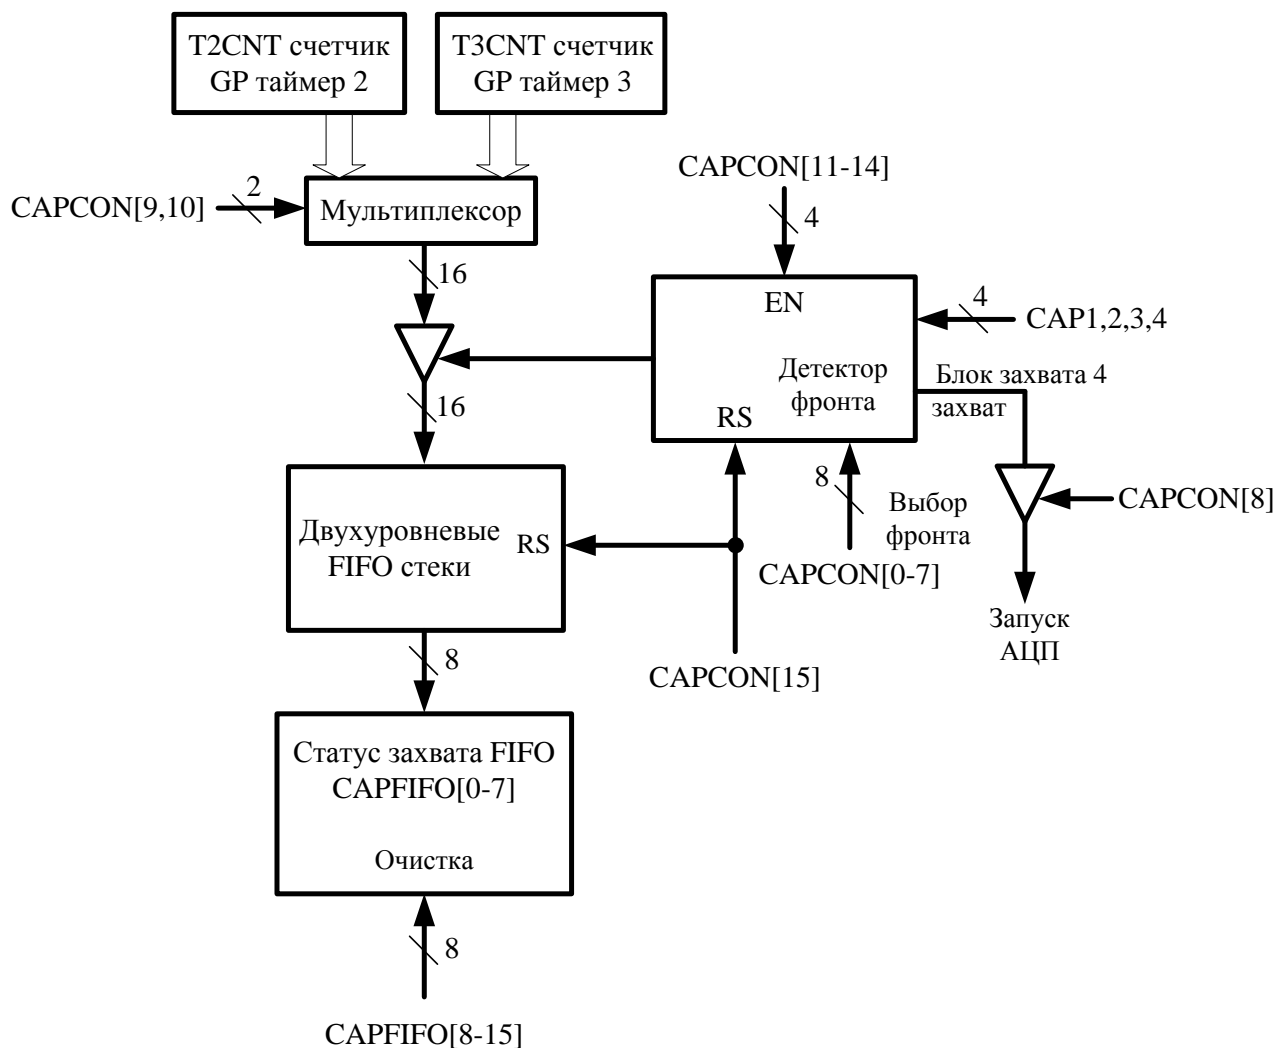 T2CNT счетчик
GP таймер 2
T3CNT счетчик
GP таймер 3
CAPCON[9,10]
2
Мультиплексор
16
CAPCON[11-14]
4
EN
4
CAP1,2,3,4
Детектор
фронта
RS
Блок захвата 4
захват
16
8
Выбор
фронта
CAPCON[0-7]
CAPCON[8]
Запуск
АЦП
Двухуровневые
FIFO стеки
RS
CAPCON[15]
8
Статус захвата FIFO
CAPFIFO[0-7]
Очистка
8
CAPFIFO[8-15]